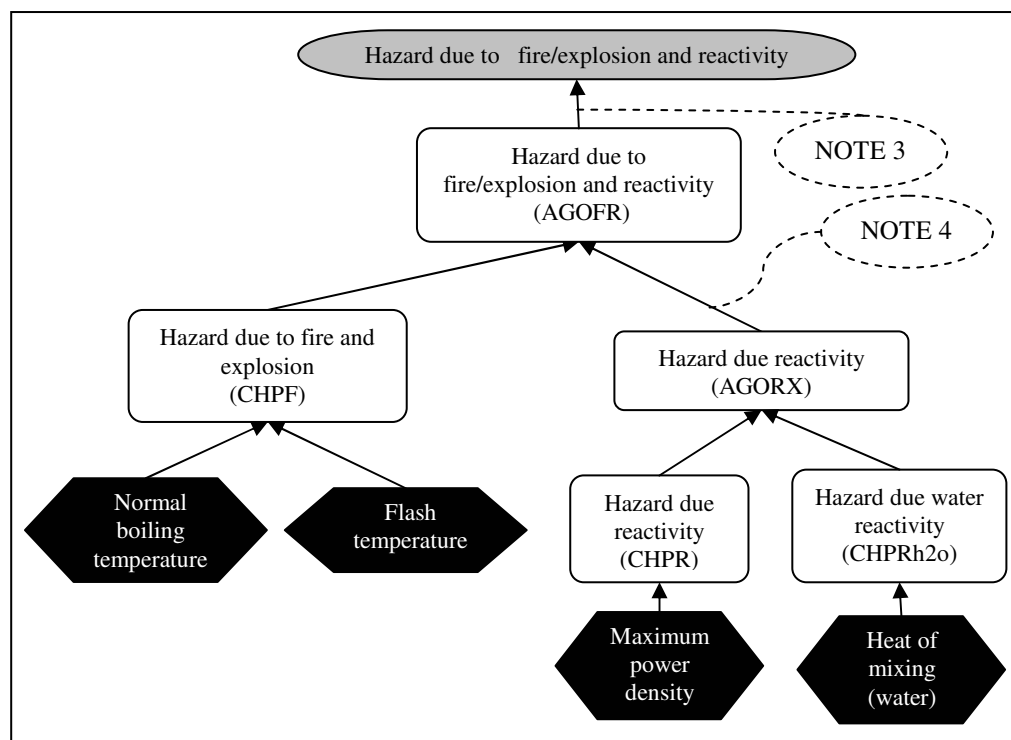 Hazard due to fire/explosion and reactivity
NOTE 3
Hazard due to
fire/explosion and reactivity
(AGOFR)
NOTE 4
Hazard due to fire and
explosion
(CHPF)
Hazard due reactivity
(AGORX)
Normal
boiling
temperature
Flash
temperature
Hazard due
reactivity
(CHPR)
Hazard due water
reactivity
(CHPRh2o)
Maximum
power
density
Heat of
mixing
(water)